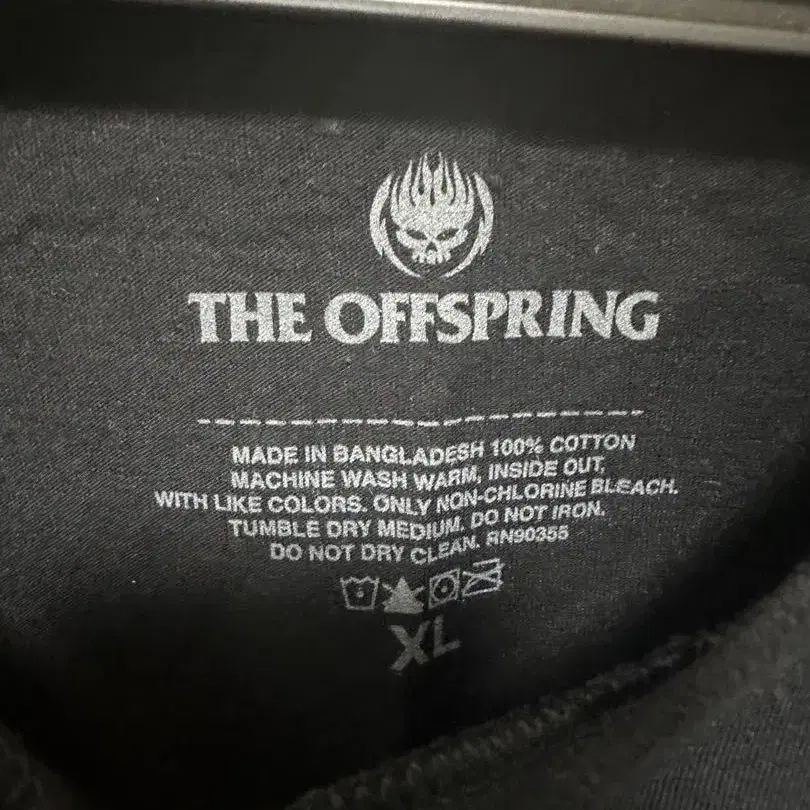 THE OFFSPRING
MADE IN BANGLADESH 100% COTTON
MACHINE WASH WARM, INSIDE OUT,
WITH LIKE COLORS. ONLY NON-CHLORINE BLEACH.
TUMBLE DRY MEDIUM. DO NOT IRON.
DO NOT DRY CLEAN. RN90355
XL